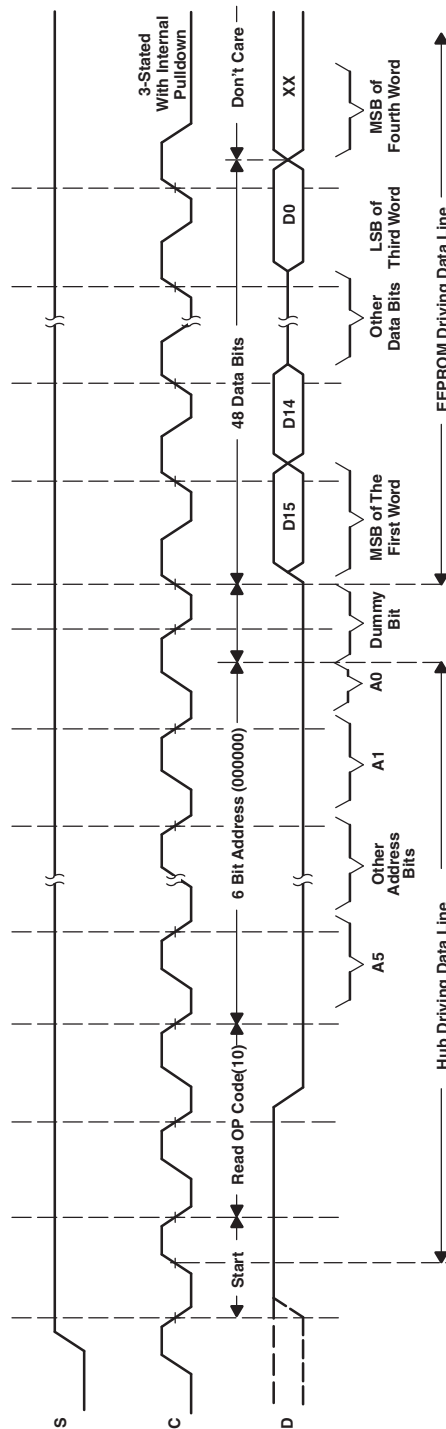 S
C
D
3-Stated
With Internal
Pulldown
Start
Read OP Code(10)
6 Bit Address (000000)
48 Data Bits
Don't Care
D15
D14
D0
XX
A5
Other
Address
Bits
A1
A0
Dummy
Bit
MSB of The
First Word
Other
Data Bits
LSB of
Third Word
MSB of
Fourth Word
Hub Driving Data Line
EEPROM Driving Data Line